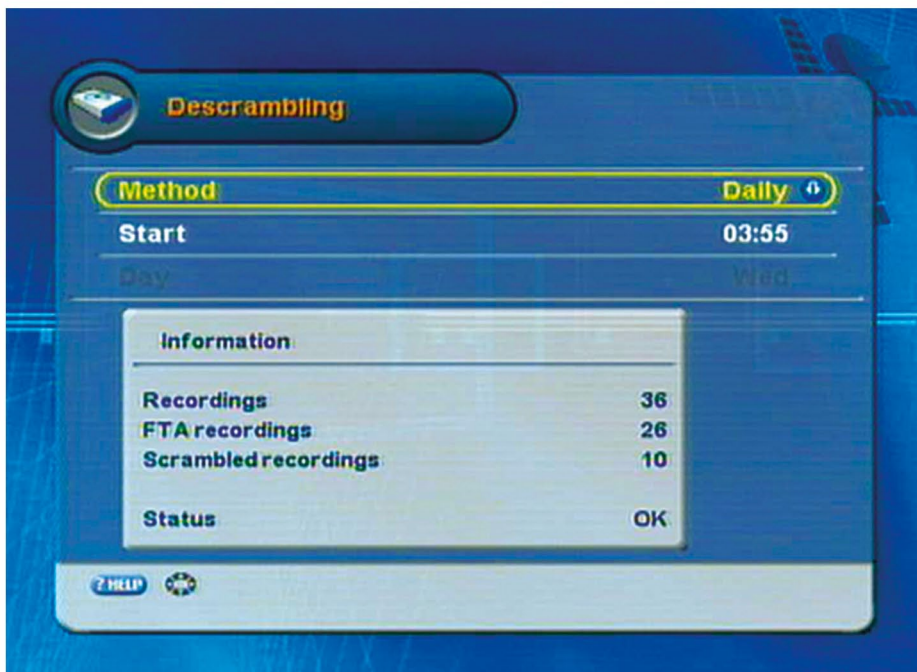 Descrambling
Method Daily
Start 03:55
Day Wed
Information
Recordings 36
FTA recordings 26
Scrambled recordings 10
Status OK
? HELP